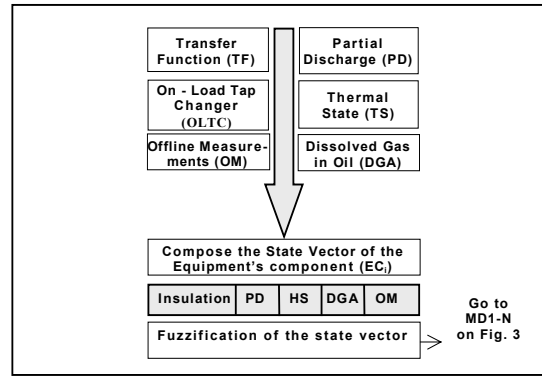 Transfer
Function (TF)
Partial
Discharge (PD)
On - Load Tap
Changer
(OLTC)
Thermal
State (TS)
Offline Measure-
ments (OM)
Dissolved Gas
in Oil (DGA)
Compose the State Vector of the
Equipment's component (ECi)
Insulation PD HS DGA OM
Fuzzification of the state vector
Go to
MD1-N
on Fig. 3